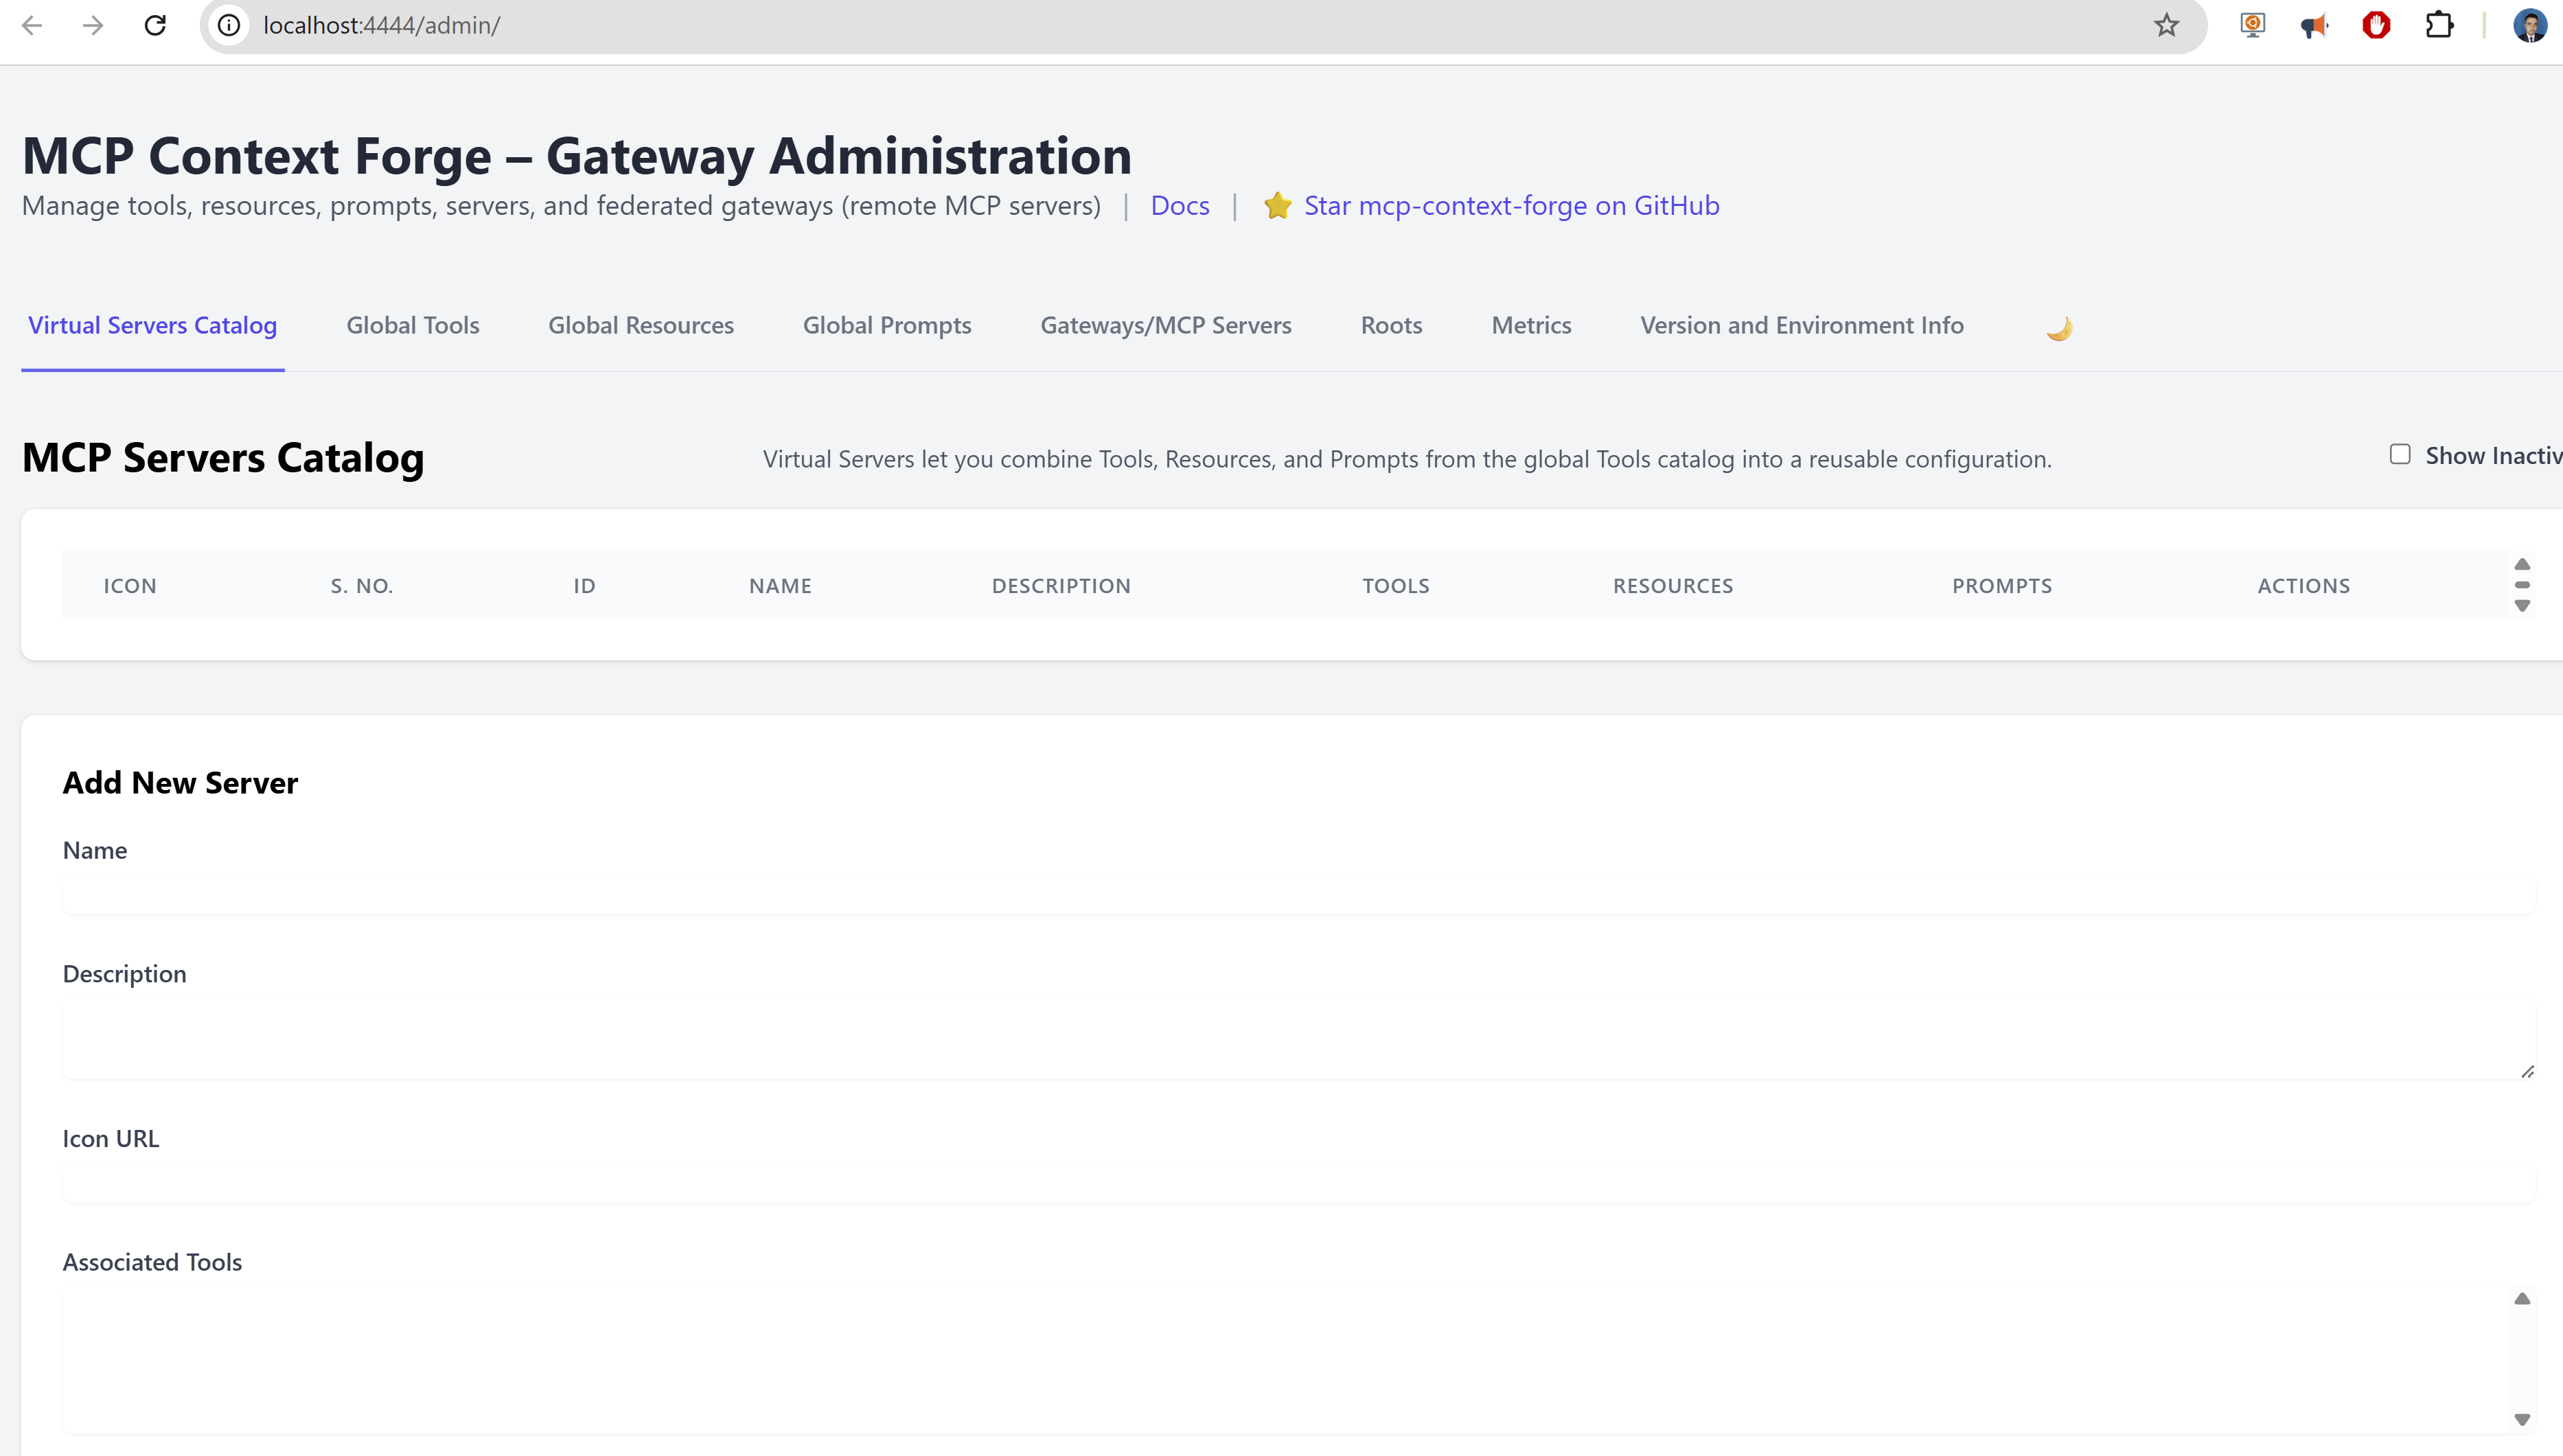 localhost:4444/admin/
MCP Context Forge – Gateway Administration
Manage tools, resources, prompts, servers, and federated gateways (remote MCP servers) | Docs | ⭐ Star mcp-context-forge on GitHub
Virtual Servers Catalog Global Tools Global Resources Global Prompts Gateways/MCP Servers Roots Metrics Version and Environment Info 🌙
MCP Servers Catalog Virtual Servers let you combine Tools, Resources, and Prompts from the global Tools catalog into a reusable configuration. Show Inactiv
ICON S. NO. ID NAME DESCRIPTION TOOLS RESOURCES PROMPTS ACTIONS
Add New Server
Name
Description
Icon URL
Associated Tools